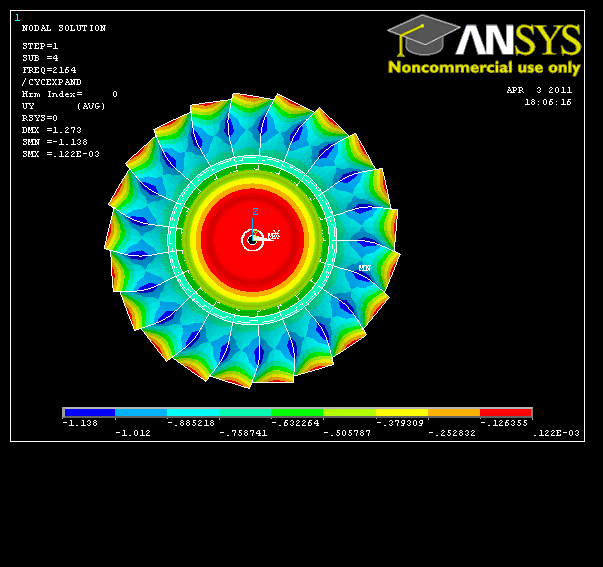 1
NODAL SOLUTION
STEP=1
SUB =4
FREQ=2164
/CYCEXPAND
Hrm Index= 0
UY (AVG)
RSYS=0
DMX =1.273
SMN =-1.138
SMX =.122E-03
ANSYS
Noncommercial use only
APR 3 2011
18:06:16
Z
MN
-1.138 -.885218 -.632264 -.379309 -.126355
-1.012 -.758741 -.505787 -.252832 .122E-03